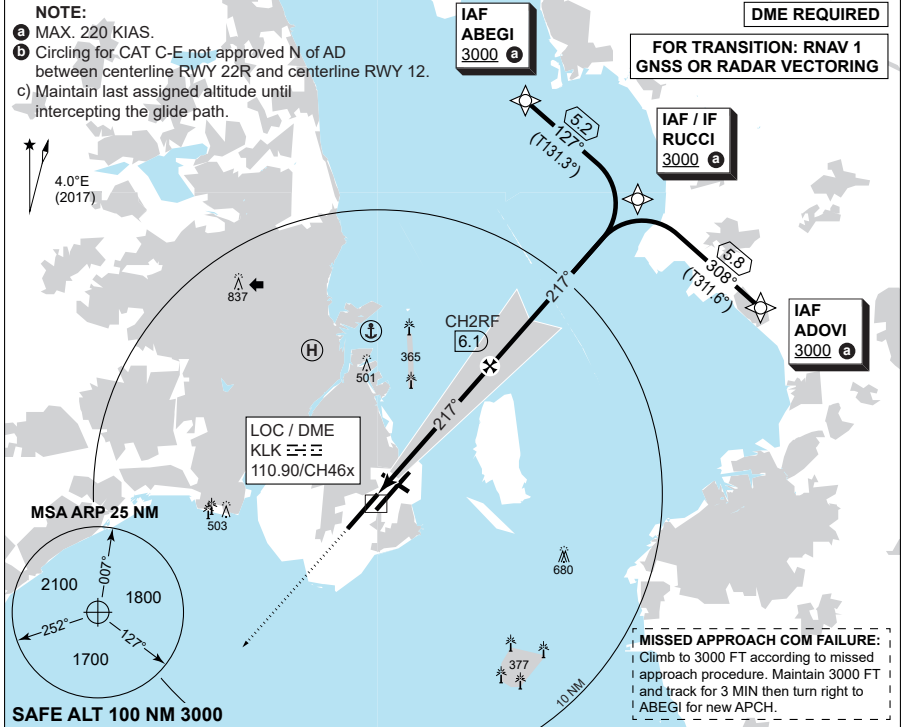 NOTE:
a MAX. 220 KIAS.
b Circling for CAT C-E not approved N of AD
between centerline RWY 22R and centerline RWY 12.
c) Maintain last assigned altitude until
intercepting the glide path.
4.0°E
(2017)
IAF
ABEGI
3000 a
DME REQUIRED
FOR TRANSITION: RNAV 1
GNSS OR RADAR VECTORING
5.2
127°
(T131.3°)
IAF / IF
RUCCI
3000 a
5.8
308°
(T311.6°)
IAF
ADOVI
3000 a
217°
837
H
501
365
CH2RF
6.1
217°
LOC / DME
KLK
110.90/CH46x
503
680
377
10 NM
MSA ARP 25 NM
007°
2100
1800
252°
127°
1700
SAFE ALT 100 NM 3000
MISSED APPROACH COM FAILURE:
Climb to 3000 FT according to missed
approach procedure. Maintain 3000 FT
and track for 3 MIN then turn right to
ABEGI for new APCH.